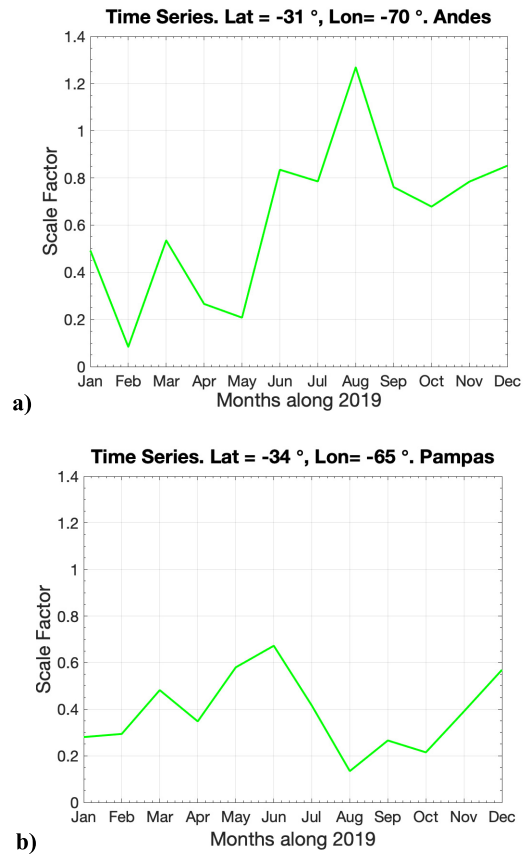 Time Series. Lat = -31 °, Lon= -70 °. Andes
1.4
1.2
1
0.8
0.6
0.4
0.2
0
Scale Factor
Jan Feb Mar Apr May Jun Jul Aug Sep Oct Nov Dec
Months along 2019
a)
Time Series. Lat = -34 °, Lon= -65 °. Pampas
1.4
1.2
1
0.8
0.6
0.4
0.2
0
Scale Factor
Jan Feb Mar Apr May Jun Jul Aug Sep Oct Nov Dec
Months along 2019
b)